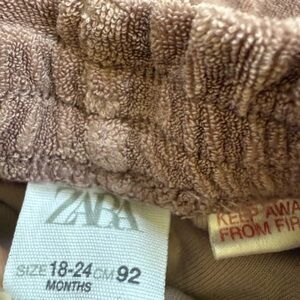 ZARA
SIZE 18-24 CM 92
MONTHS
KEEP AWA
FROM FIR